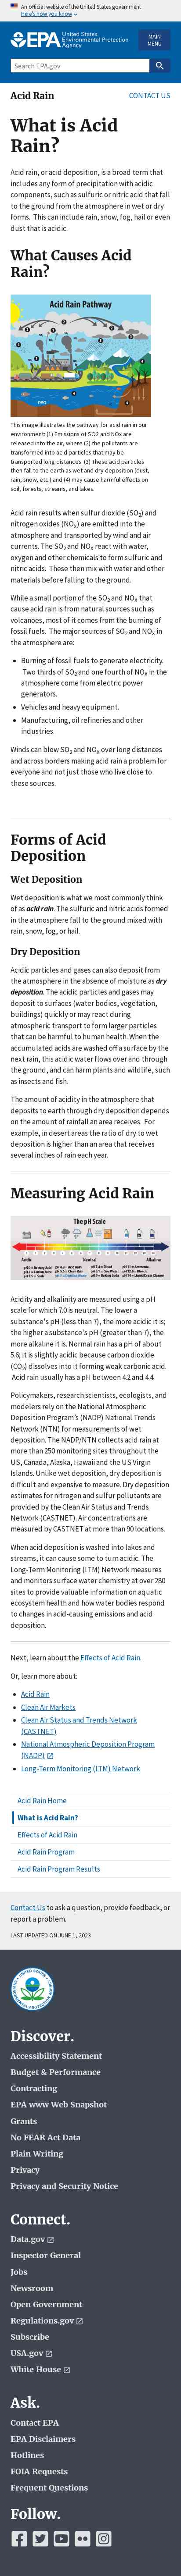 An official website of the United States government
Here's how you know
EPA United States
Environmental Protection
Agency
MAIN
MENU
Search EPA.gov
Acid Rain
CONTACT US
What is Acid
Rain?
Acid rain, or acid deposition, is a broad term that
includes any form of precipitation with acidic
components, such as sulfuric or nitric acid that fall to
the ground from the atmosphere in wet or dry
forms.  This can include rain, snow, fog, hail or even
dust that is acidic.
What Causes Acid
Rain?
Acid Rain Pathway
This image illustrates the pathway for acid rain in our
environment: (1) Emissions of SO2 and NOx are
released into the air, where (2) the pollutants are
transformed into acid particles that may be
transported long distances. (3) These acid particles
then fall to the earth as wet and dry deposition (dust,
rain, snow, etc.) and (4) may cause harmful effects on
soil, forests, streams, and lakes.
Acid rain results when sulfur dioxide (SO2) and
nitrogen oxides (NOX) are emitted into the
atmosphere and transported by wind and air
currents. The SO2 and NOX react with water, oxygen
and other chemicals to form sulfuric and nitric
acids.  These then mix with water and other
materials before falling to the ground.
While a small portion of the SO2 and NOX that cause
acid rain is from natural sources such as volcanoes,
most of it comes from the burning of fossil fuels.  The
major sources of SO2 and NOX in the atmosphere are:
Burning of fossil fuels to generate electricity.
Two thirds of SO2 and one fourth of NOX in the
atmosphere come from electric power
generators.
Vehicles and heavy equipment.
Manufacturing, oil refineries and other
industries.
Winds can blow SO2 and NOX over long distances
and across borders making acid rain a problem for
everyone and not just those who live close to these
sources.
Forms of Acid
Deposition
Wet Deposition
Wet deposition is what we most commonly think of
as acid rain. The sulfuric and nitric acids formed in
the atmosphere fall to the ground mixed with rain,
snow, fog, or hail.
Dry Deposition
Acidic particles and gases can also deposit from the
atmosphere in the absence of moisture as dry
deposition. The acidic particles and gases may
deposit to surfaces (water bodies, vegetation,
buildings) quickly or may react during atmospheric
transport to form larger particles that can be
harmful to human health. When the accumulated
acids are washed off a surface by the next rain, this
acidic water flows over and through the ground, and
can harm plants and wildlife, such as insects and
fish.
The amount of acidity in the atmosphere that
deposits to earth through dry deposition depends on
the amount of rainfall an area receives.  For example,
in desert areas the ratio of dry to wet deposition is
higher than an area that receives several inches of
rain each year.
Measuring Acid Rain
The pH Scale
Acids
Neutral
Alkaline
Acidity and alkalinity are measured using a pH scale
for which 7.0 is neutral. The lower a substance's pH
(less than 7), the more acidic it is; the higher a
substance's pH (greater than 7), the more alkaline it
is. Normal rain has a pH of about 5.6; it is slightly
acidic because carbon dioxide (CO2) dissolves into it
forming weak carbonic acid.  Acid rain usually has a
pH between 4.2 and 4.4.
Policymakers, research scientists, ecologists, and
modelers rely on the National Atmospheric
Deposition Program’s (NADP) National Trends
Network (NTN) for measurements of wet deposition.
The NADP/NTN collects acid rain at more than 250
monitoring sites throughout the US, Canada, Alaska,
Hawaii and the US Virgin Islands. Unlike wet
deposition, dry deposition is difficult and expensive
to measure. Dry deposition estimates for nitrogen
and sulfur pollutants are provided by the Clean Air
Status and Trends Network (CASTNET). Air
concentrations are measured by CASTNET at more
than 90 locations.
When acid deposition is washed into lakes and
streams, it can cause some to turn acidic. The Long-
Term Monitoring (LTM) Network measures and
monitors surface water chemistry at over 280 sites to
provide valuable information on aquatic ecosystem
health and how water bodies respond to changes in
acid-causing emissions and acid deposition.
Next, learn about the Effects of Acid Rain.
Or, learn more about:
Acid Rain
Clean Air Markets
Clean Air Status and Trends Network
(CASTNET)
National Atmospheric Deposition Program
(NADP)
Long-Term Monitoring (LTM) Network
Acid Rain Home
What is Acid Rain?
Effects of Acid Rain
Acid Rain Program
Acid Rain Program Results
Contact Us to ask a question, provide feedback, or
report a problem.
LAST UPDATED ON JUNE 1, 2023
Discover.
Accessibility Statement
Budget & Performance
Contracting
EPA www Web Snapshot
Grants
No FEAR Act Data
Plain Writing
Privacy
Privacy and Security Notice
Connect.
Data.gov
Inspector General
Jobs
Newsroom
Open Government
Regulations.gov
Subscribe
USA.gov
White House
Ask.
Contact EPA
EPA Disclaimers
Hotlines
FOIA Requests
Frequent Questions
Follow.